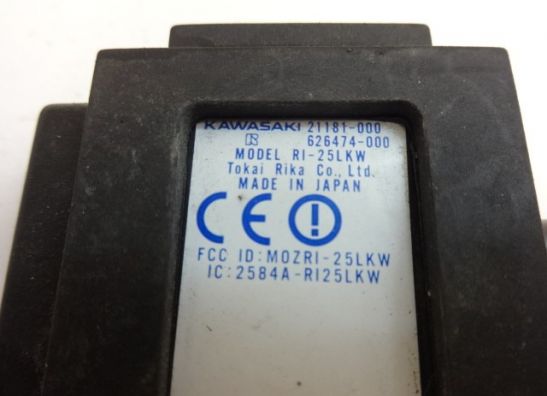 KAWASAKI 21181-000
626474-000
MODEL RI-25LKW
Tokai Rika Co., Ltd.
MADE IN JAPAN
CE
FCC ID: MOZRI-25LKW
IC: 2584A-RI25LKW